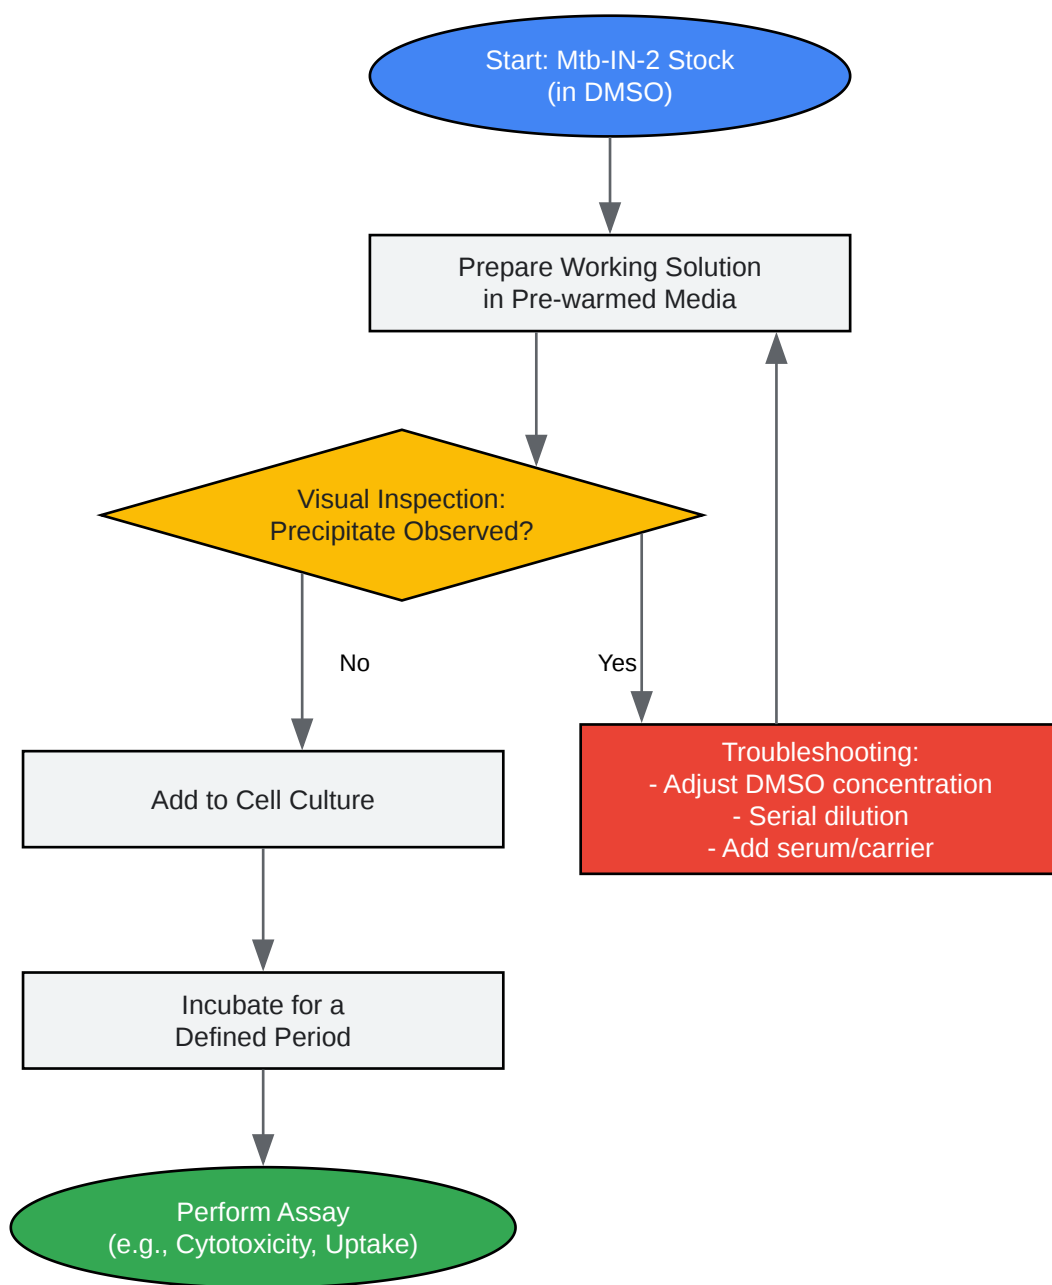 Start: Mtb-IN-2 Stock
(in DMSO)
Prepare Working Solution
in Pre-warmed Media
Visual Inspection:
Precipitate Observed?
No
Yes
Troubleshooting:
- Adjust DMSO concentration
- Serial dilution
- Add serum/carrier
Add to Cell Culture
Incubate for a
Defined Period
Perform Assay
(e.g., Cytotoxicity, Uptake)